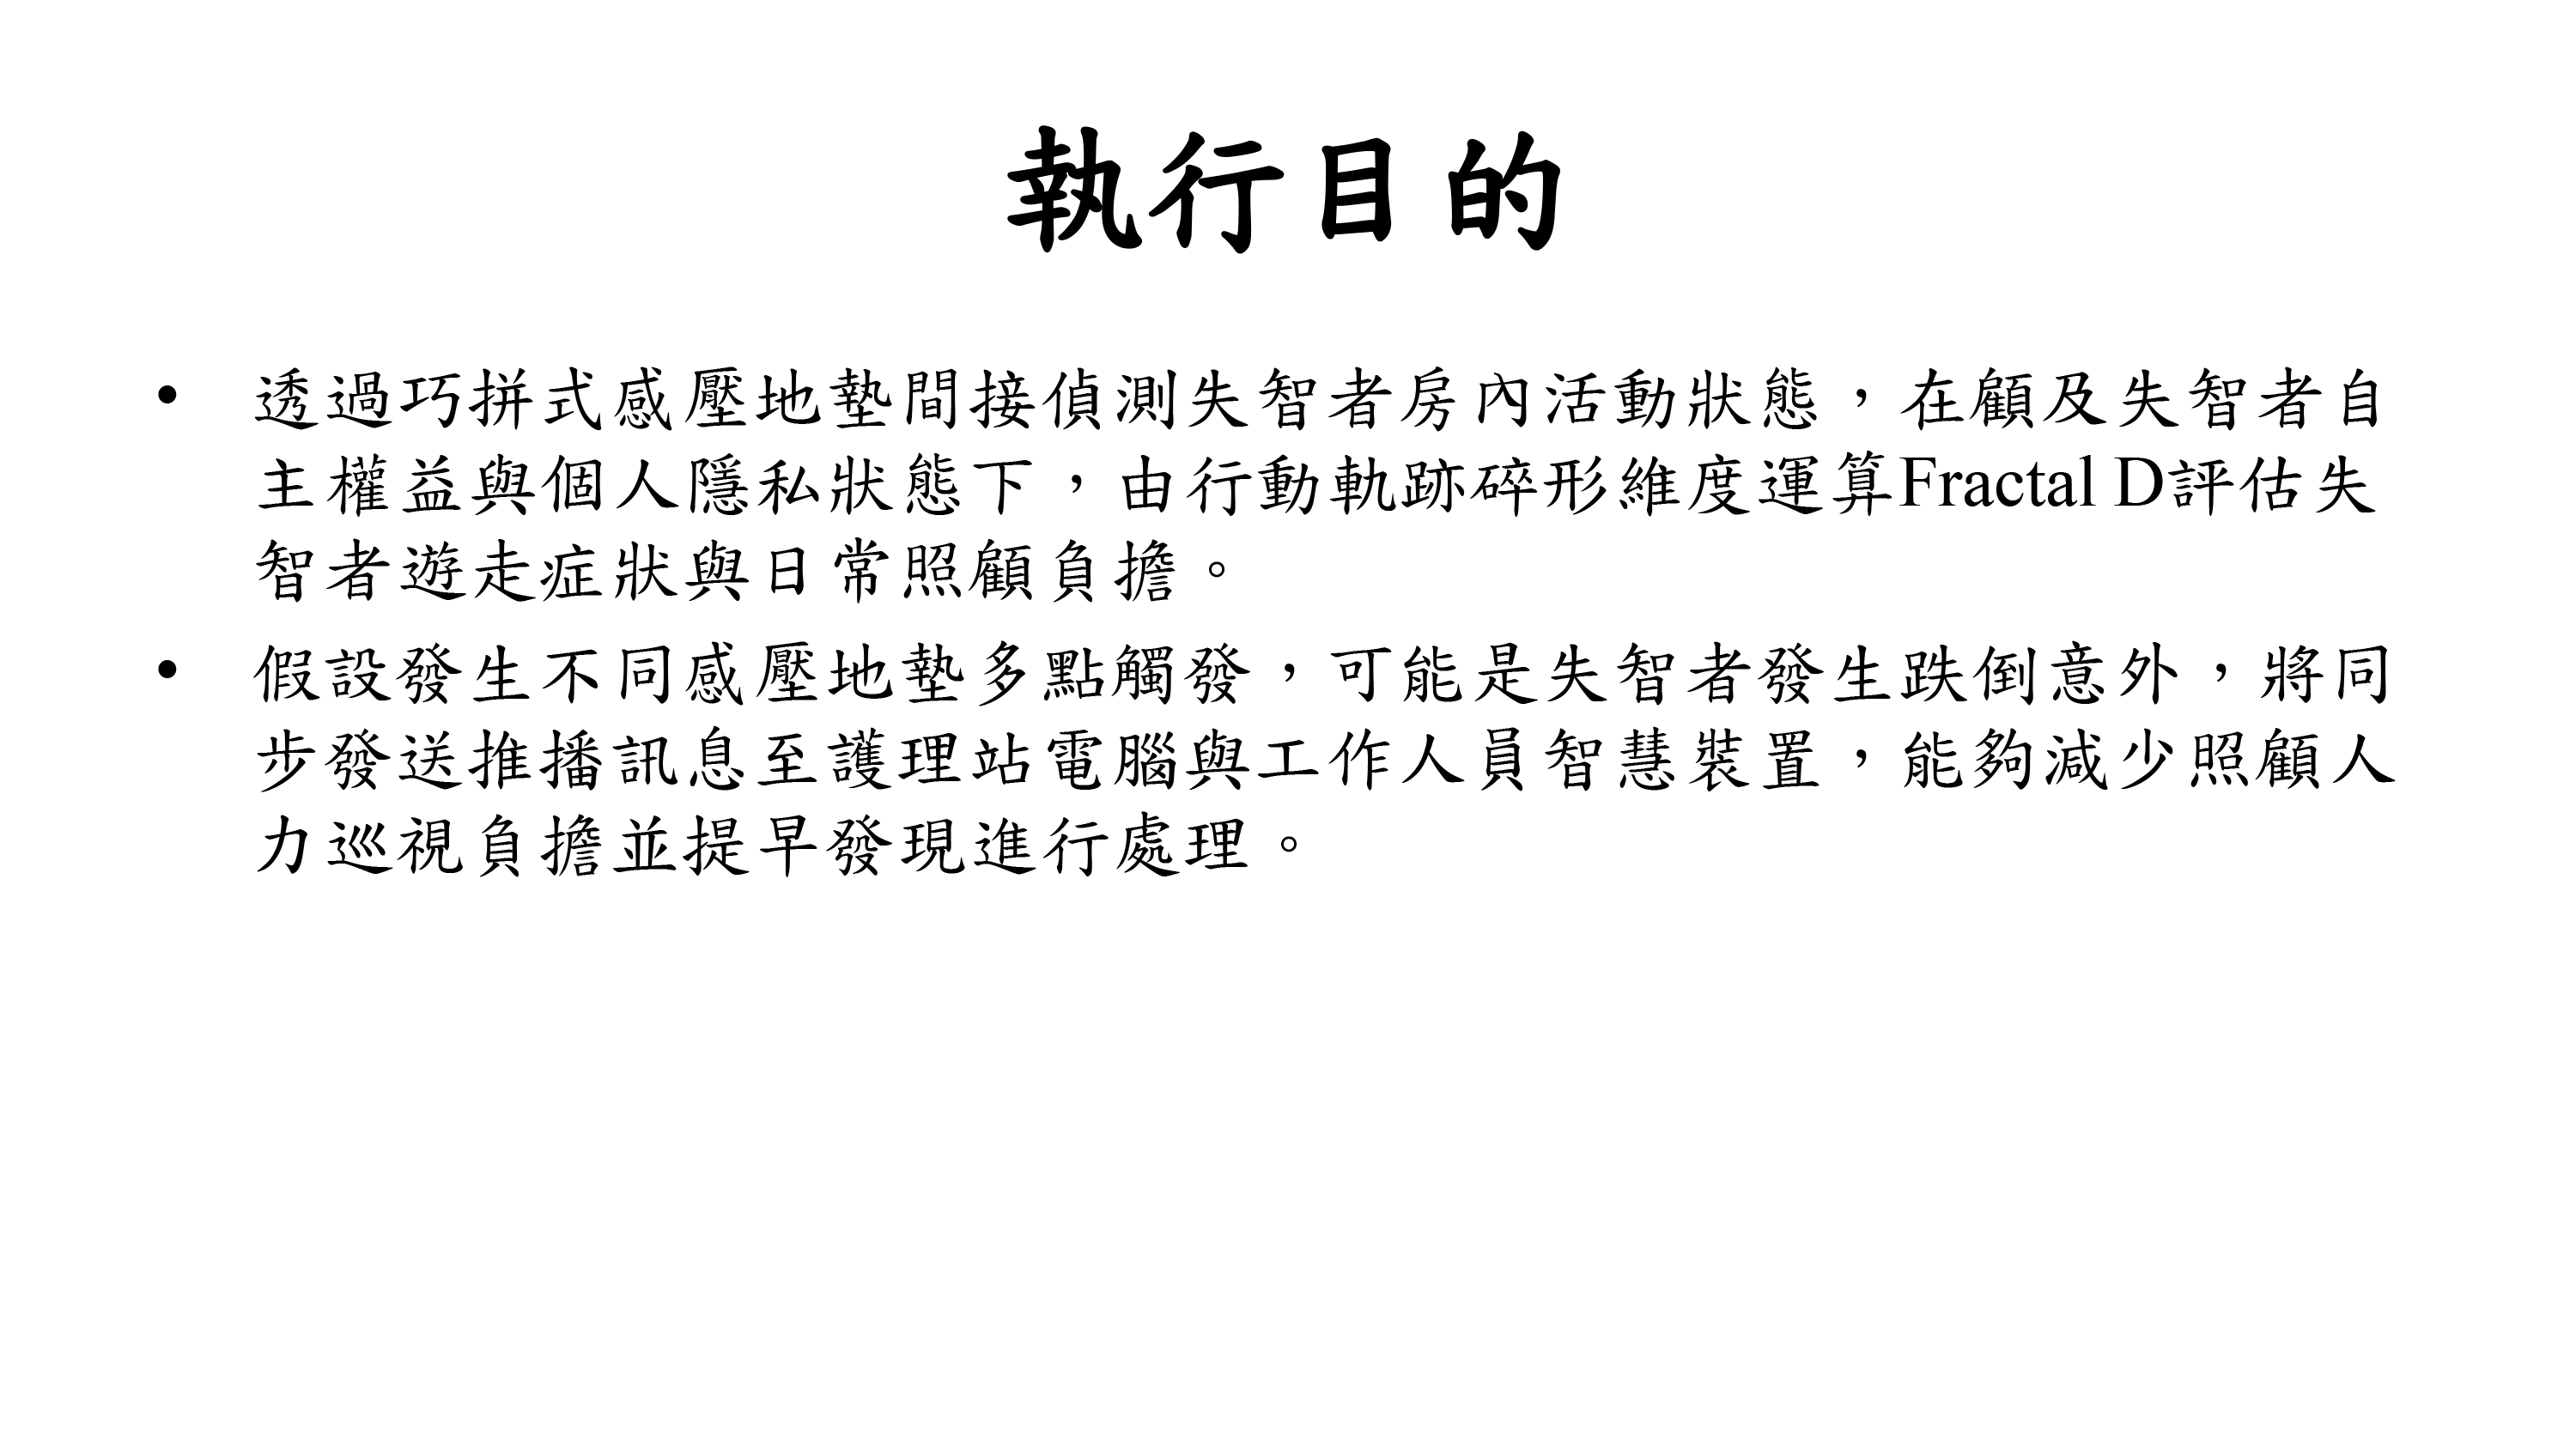 執行目的
• 透過巧拼式感壓地墊間接偵測失智者房內活動狀態，在顧及失智者自
主權益與個人隱私狀態下，由行動軌跡碎形維度運算Fractal D評估失
智者遊走症狀與日常照顧負擔。
• 假設發生不同感壓地墊多點觸發，可能是失智者發生跌倒意外，將同
步發送推播訊息至護理站電腦與工作人員智慧裝置，能夠減少照顧人
力巡視負擔並提早發現進行處理。